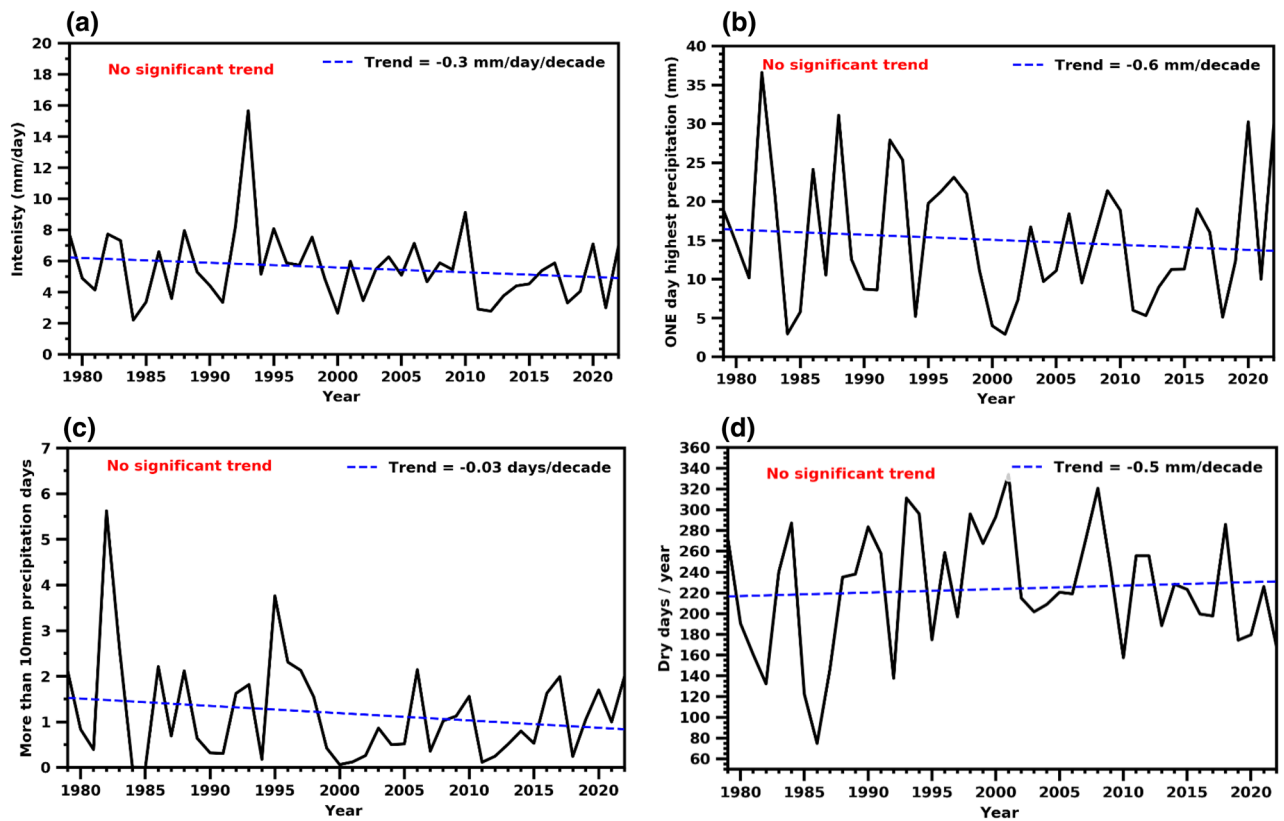 (a)
No significant trend
Trend = -0.3 mm/day/decade
Intenisty (mm/day)
20
18
16
14
12
10
8
6
4
2
0
1980 1985 1990 1995 2000 2005 2010 2015 2020
Year
(b)
No significant trend
Trend = -0.6 mm/decade
ONE day highest precipitation (mm)
40
35
30
25
20
15
10
5
0
1980 1985 1990 1995 2000 2005 2010 2015 2020
Year
(c)
No significant trend
Trend = -0.03 days/decade
More than 10mm precipitation days
7
6
5
4
3
2
1
0
1980 1985 1990 1995 2000 2005 2010 2015 2020
Year
(d)
No significant trend
Trend = -0.5 mm/decade
Dry days / year
360
340
320
300
280
260
240
220
200
180
160
140
120
100
80
60
1980 1985 1990 1995 2000 2005 2010 2015 2020
Year